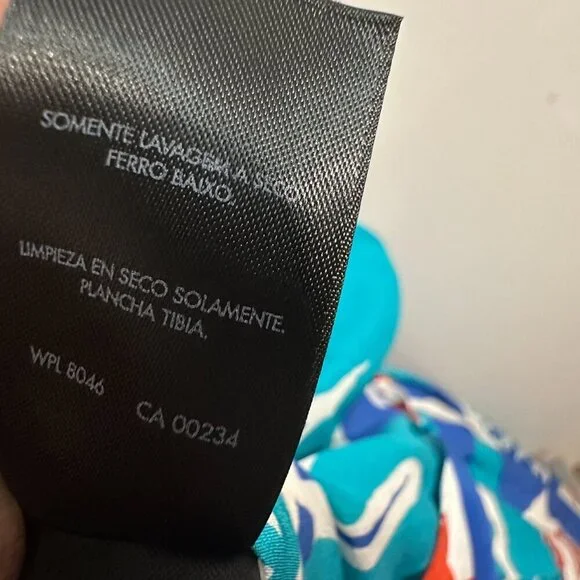 SOMENTE LAVAGEM A SECO
FERRO BAIXO.
LIMPIEZA EN SECO SOLAMENTE.
PLANCHA TIBIA.
WPL 8046 CA 00234